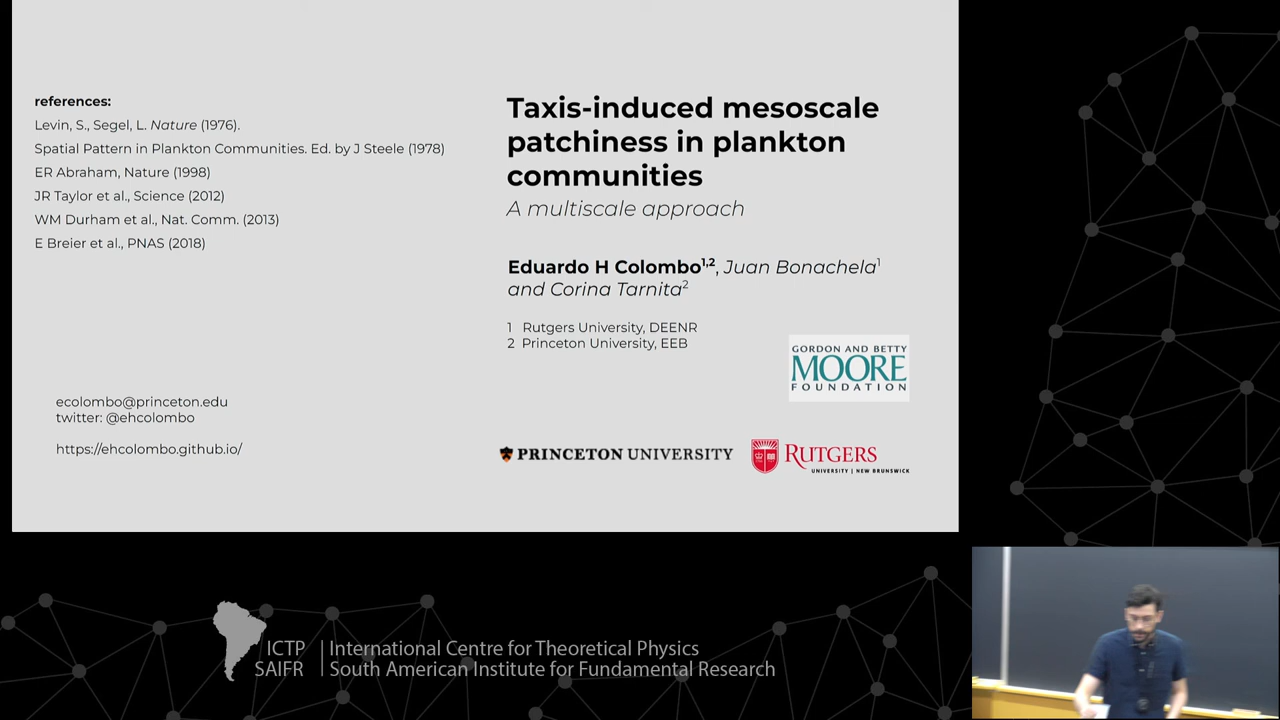 references:
Levin, S., Segel, L. Nature (1976).
Spatial Pattern in Plankton Communities. Ed. by J Steele (1978)
ER Abraham, Nature (1998)
JR Taylor et al., Science (2012)
WM Durham et al., Nat. Comm. (2013)
E Breier et al., PNAS (2018)
ecolombo@princeton.edu
twitter: @ehcolombo
https://ehcolombo.github.io/
Taxis-induced mesoscale
patchiness in plankton
communities
A multiscale approach
Eduardo H Colombo1,2, Juan Bonachela1
and Corina Tarnita2
1 Rutgers University, DEENR
2 Princeton University, EEB
GORDON AND BETTY
MOORE
FOUNDATION
PRINCETON UNIVERSITY
RUTGERS
UNIVERSITY | NEW BRUNSWICK
ICTP | International Centre for Theoretical Physics
SAIFR | South American Institute for Fundamental Research